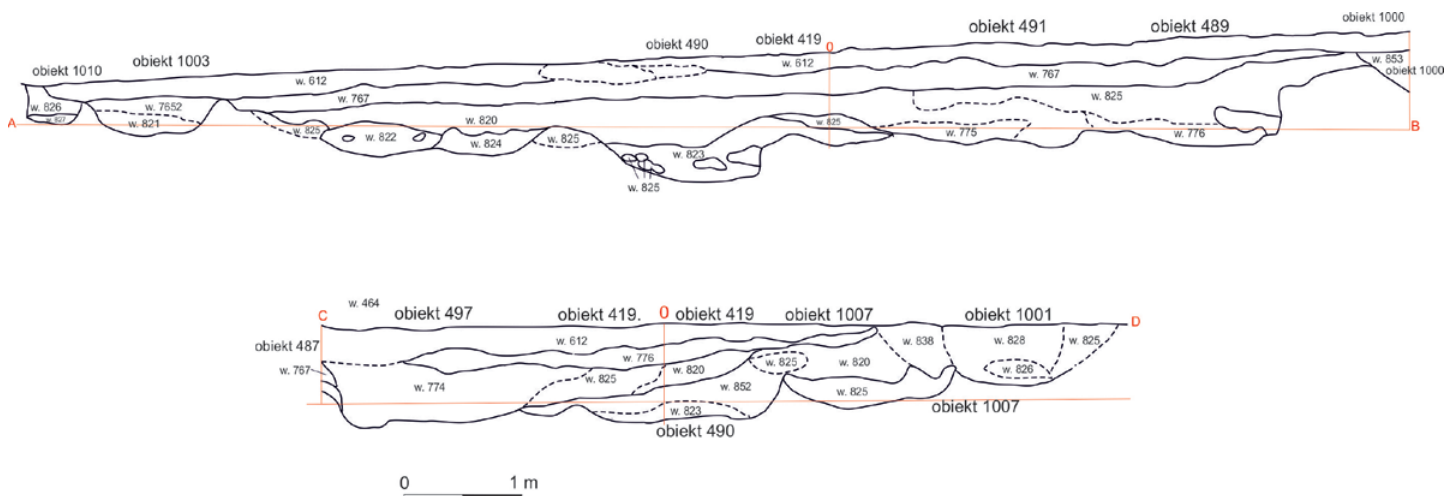 obiekt 1010
obiekt 1003
obiekt 490
obiekt 419
0
obiekt 491
obiekt 489
obiekt 1000
w. 612
w. 612
w. 767
w. 853
obiekt 1000
w. 826
w. 827
w. 7652
w. 821
w. 767
w. 825
A
w. 820
w. 825
w. 822
w. 824
w. 825
w. 823
w. 825
w. 825
w. 775
w. 776
B
w. 464
C
obiekt 497
obiekt 419.
0
obiekt 419
obiekt 1007
obiekt 1001
D
obiekt 487
w. 767
w. 612
w. 776
w. 774
w. 825
w. 820
w. 852
w. 823
w. 825
w. 820
w. 825
w. 838
w. 828
w. 825
w. 826
obiekt 490
obiekt 1007
0 1 m